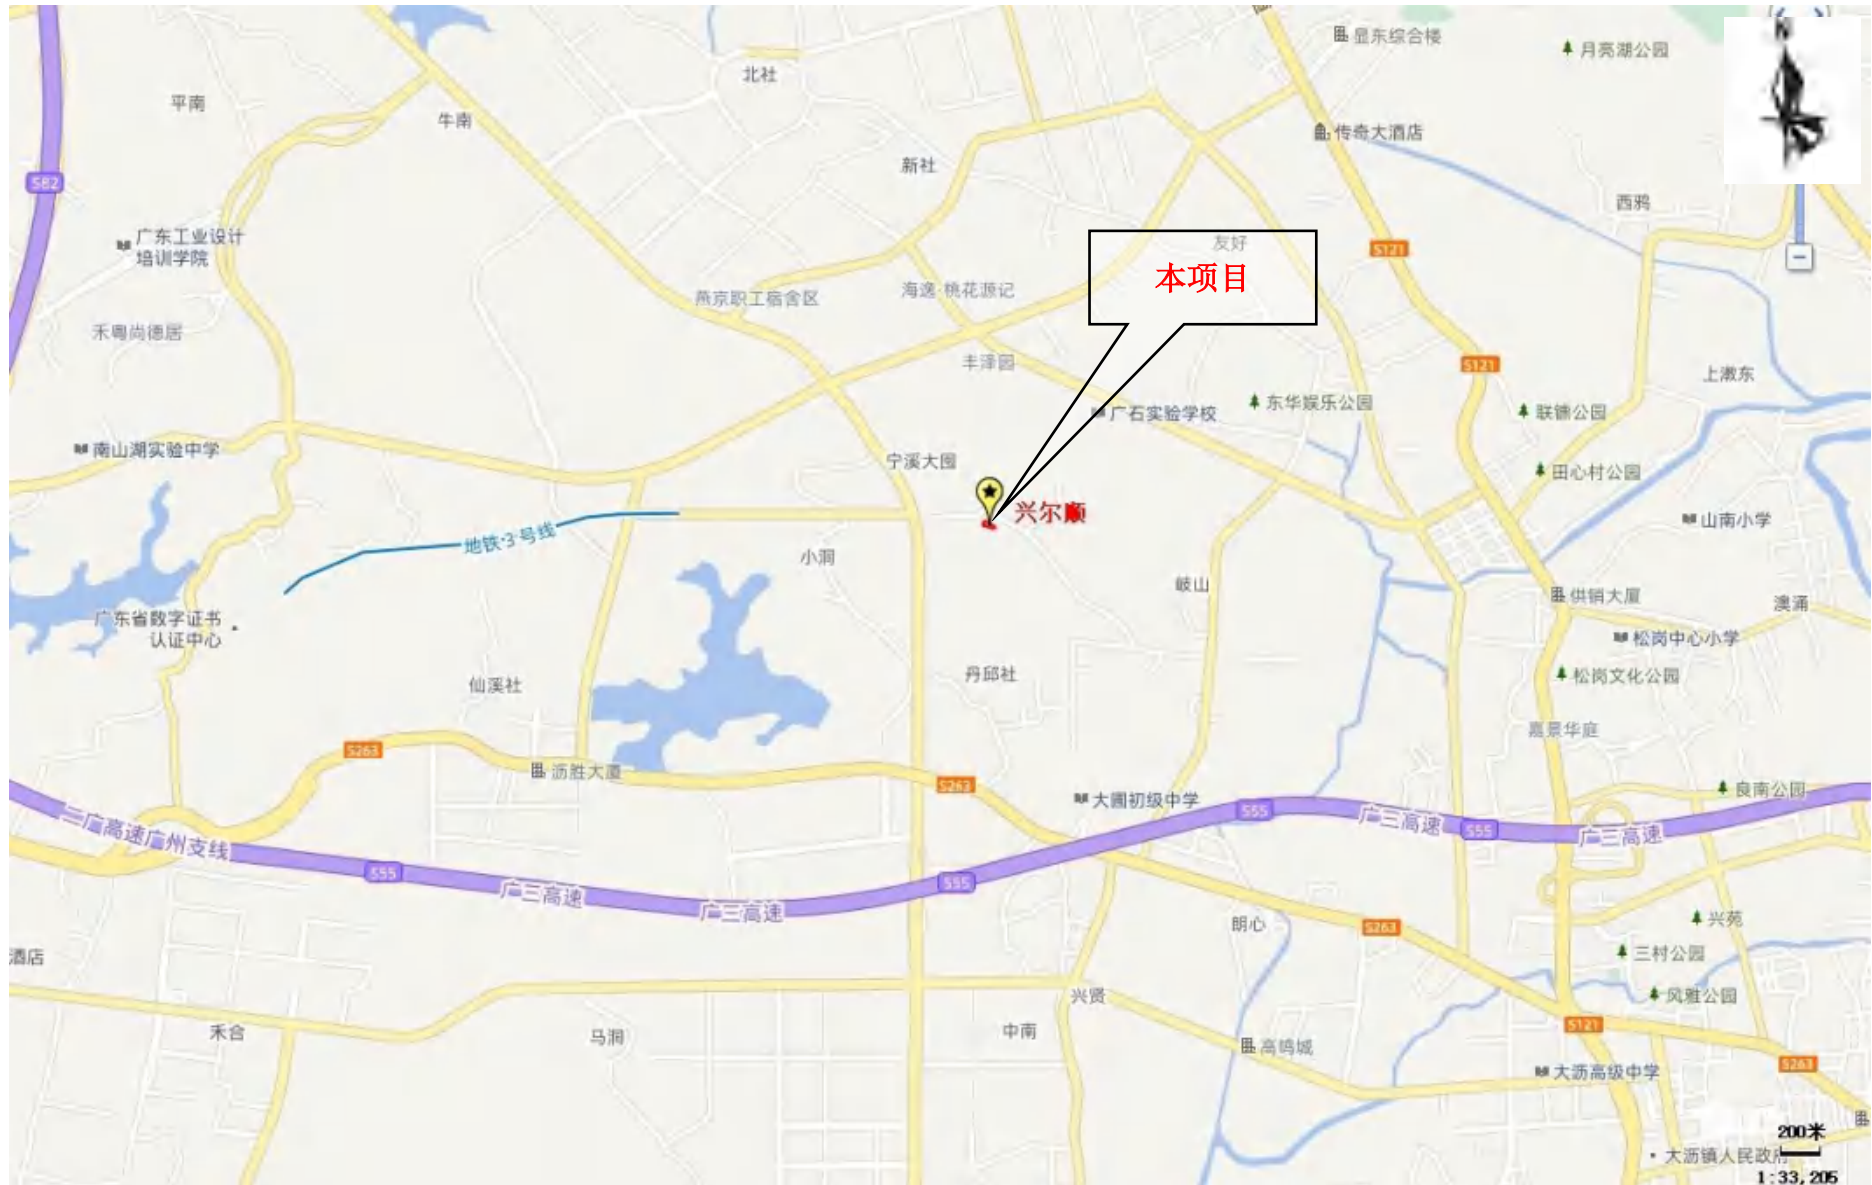 显东综合楼
月亮湖公园
N
北社
平南
牛南
传奇大酒店
新社
S82
西鸦
广东工业设计
培训学院
友好
S121
本项目
燕京职工宿舍区
海逸·桃花源记
禾粤尚德居
丰泽园
S121
上漖东
广石实验学校
东华娱乐公园
联镳公园
南山湖实验中学
宁溪大围
田心村公园
兴尔顺
山南小学
地铁·3号线
小洞
岐山
供销大厦
澳涌
广东省数字证书
认证中心
松岗中心小学
仙溪社
丹邱社
松岗文化公园
嘉景华庭
S263
沥胜大厦
S263
大圃初级中学
良南公园
二广高速广州支线
S55
广三高速
S55
广三高速
S55
广三高速
广三高速
S55
朗心
S263
兴苑
酒店
三村公园
兴贤
风雅公园
禾合
马洞
中南
高鸣城
S121
大沥高级中学
S263
200米
大沥镇人民政府
1:33,205